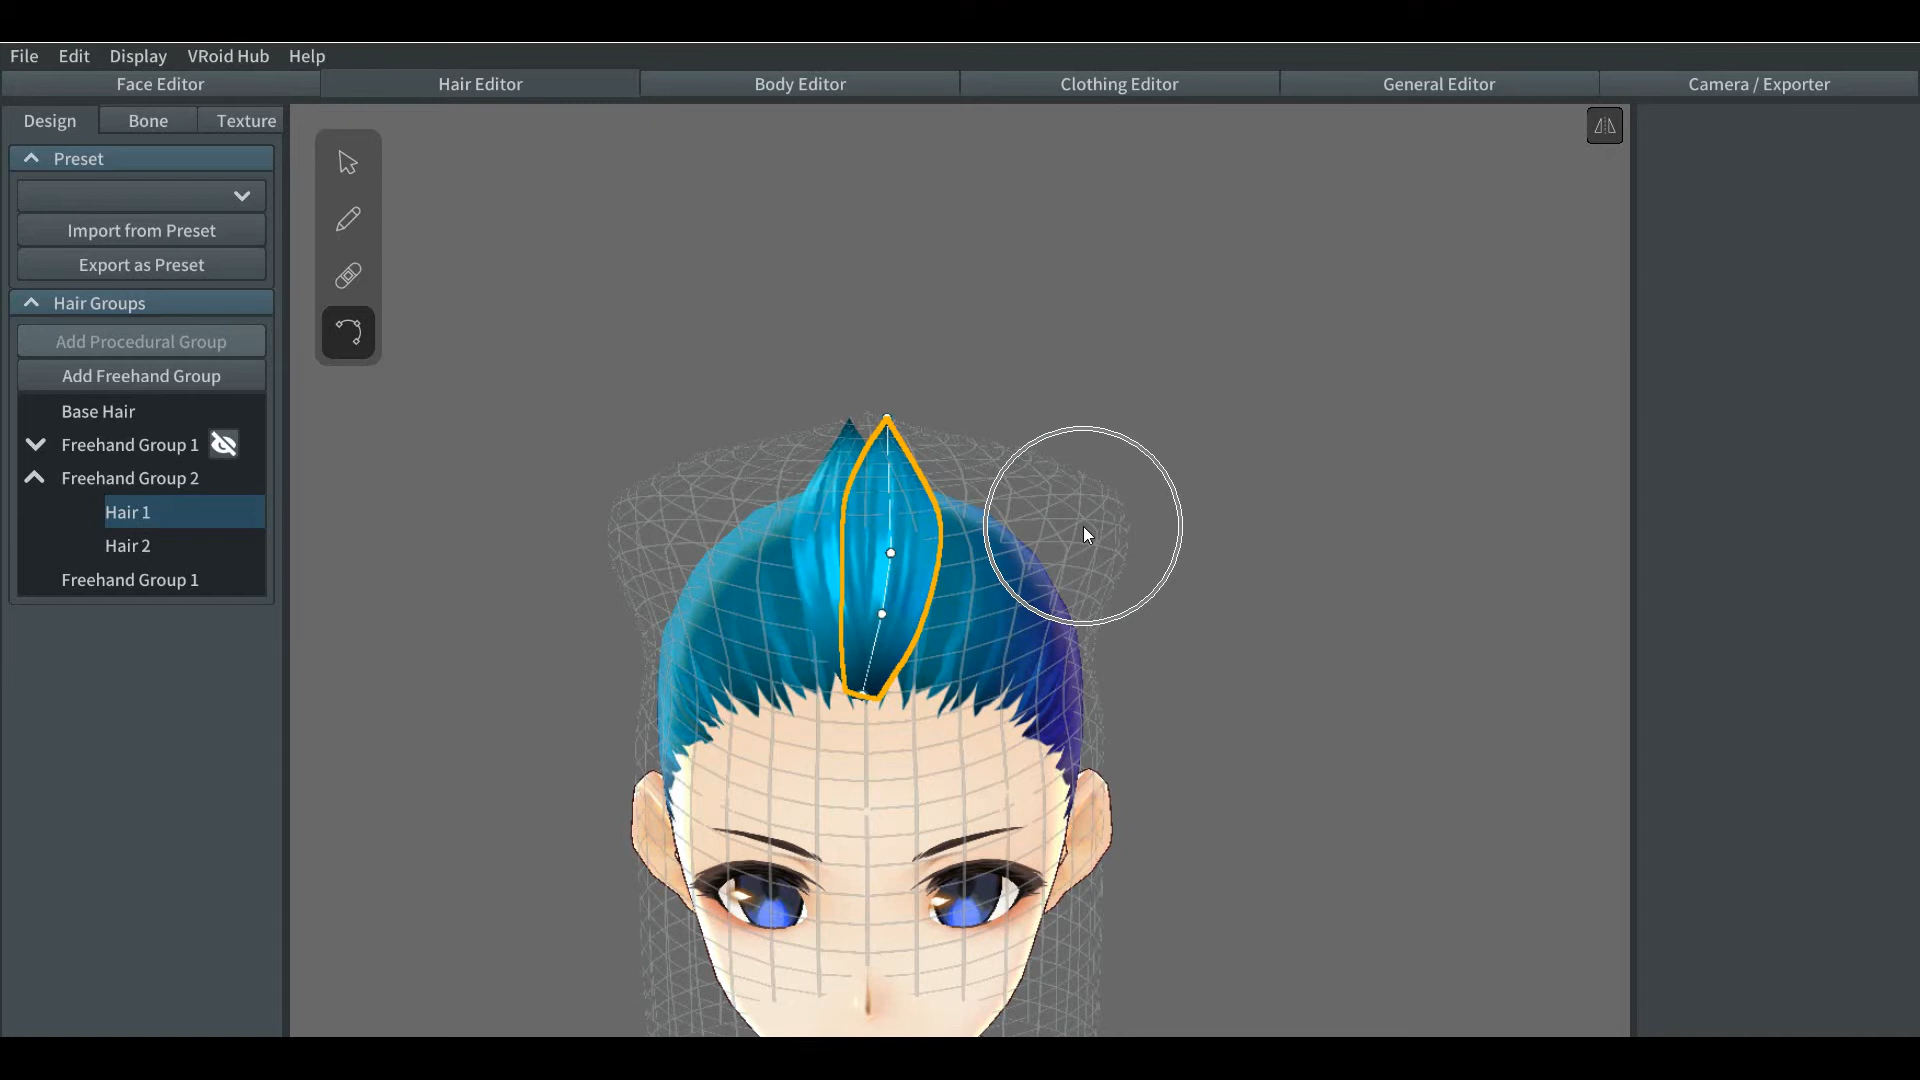 File Edit Display VRoid Hub Help
Face Editor Hair Editor Body Editor Clothing Editor General Editor Camera / Exporter
Design Bone Texture
Preset
Import from Preset
Export as Preset
Hair Groups
Add Procedural Group
Add Freehand Group
Base Hair
Freehand Group 1
Freehand Group 2
Hair 1
Hair 2
Freehand Group 1